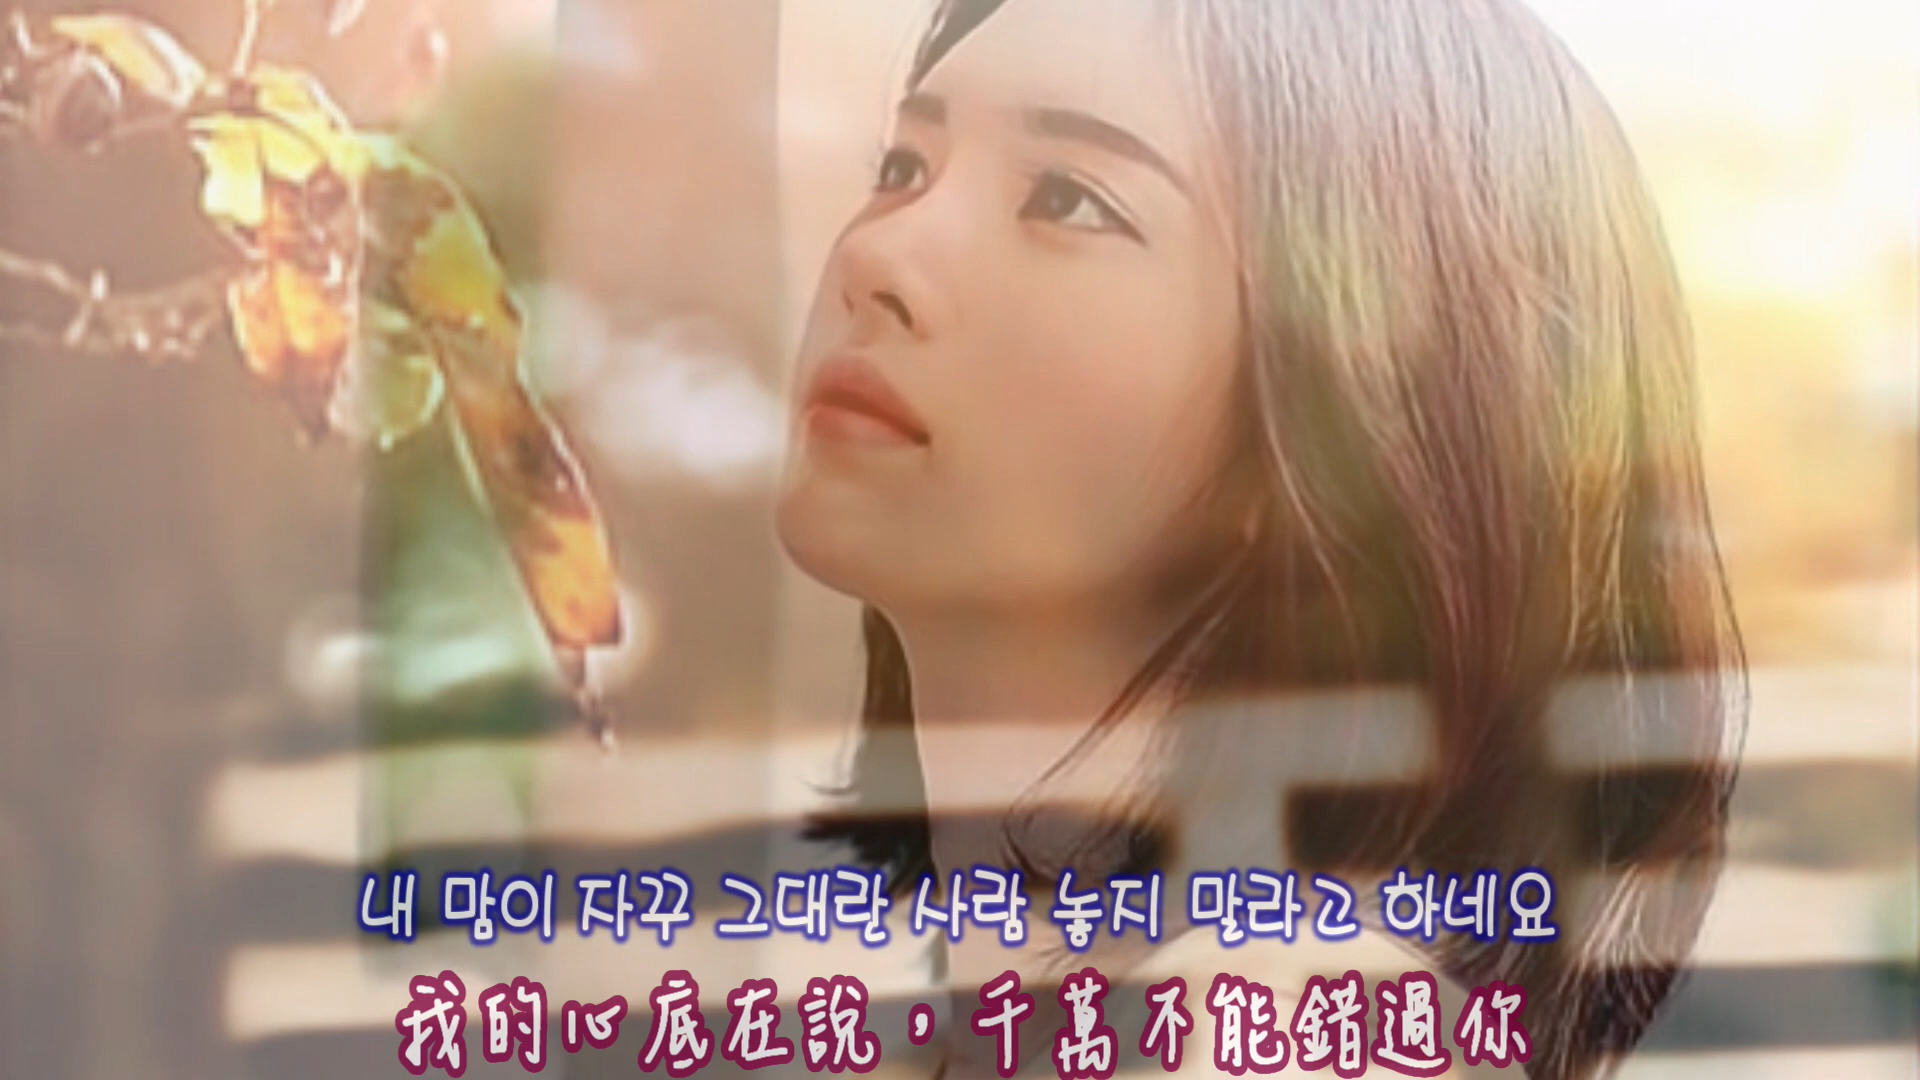 내 맘이 자꾸 그대란 사람 놓지 말라고 하네요
我的心底在說，千萬不能錯過你